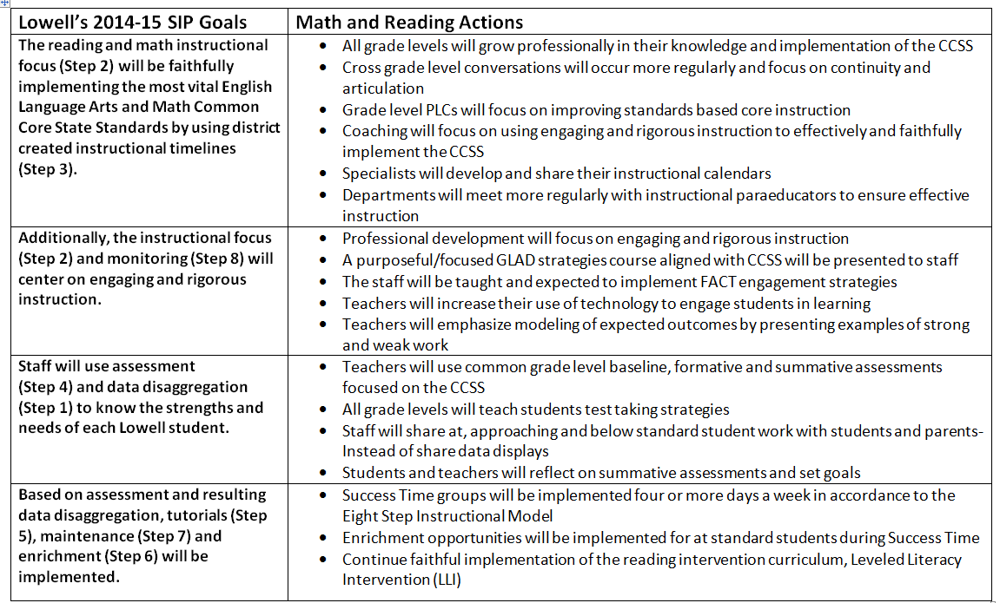 Lowell's 2014-15 SIP Goals
Math and Reading Actions
The reading and math instructional
focus (Step 2) will be faithfully
implementing the most vital English
Language Arts and Math Common
Core State Standards by using district
created instructional timelines
(Step 3).
• All grade levels will grow professionally in their knowledge and implementation of the CCSS
• Cross grade level conversations will occur more regularly and focus on continuity and
articulation
• Grade level PLCs will focus on improving standards based core instruction
• Coaching will focus on using engaging and rigorous instruction to effectively and faithfully
implement the CCSS
• Specialists will develop and share their instructional calendars
• Departments will meet more regularly with instructional paraeducators to ensure effective
instruction
Additionally, the instructional focus
(Step 2) and monitoring (Step 8) will
center on engaging and rigorous
instruction.
• Professional development will focus on engaging and rigorous instruction
• A purposeful/focused GLAD strategies course aligned with CCSS will be presented to staff
• The staff will be taught and expected to implement FACT engagement strategies
• Teachers will increase their use of technology to engage students in learning
• Teachers will emphasize modeling of expected outcomes by presenting examples of strong
and weak work
Staff will use assessment
(Step 4) and data disaggregation
(Step 1) to know the strengths and
needs of each Lowell student.
• Teachers will use common grade level baseline, formative and summative assessments
focused on the CCSS
• All grade levels will teach students test taking strategies
• Staff will share at, approaching and below standard student work with students and parents-
Instead of share data displays
• Students and teachers will reflect on summative assessments and set goals
Based on assessment and resulting
data disaggregation, tutorials (Step
5), maintenance (Step 7) and
enrichment (Step 6) will be
implemented.
• Success Time groups will be implemented four or more days a week in accordance to the
Eight Step Instructional Model
• Enrichment opportunities will be implemented for at standard students during Success Time
• Continue faithful implementation of the reading intervention curriculum, Leveled Literacy
Intervention (LLI)